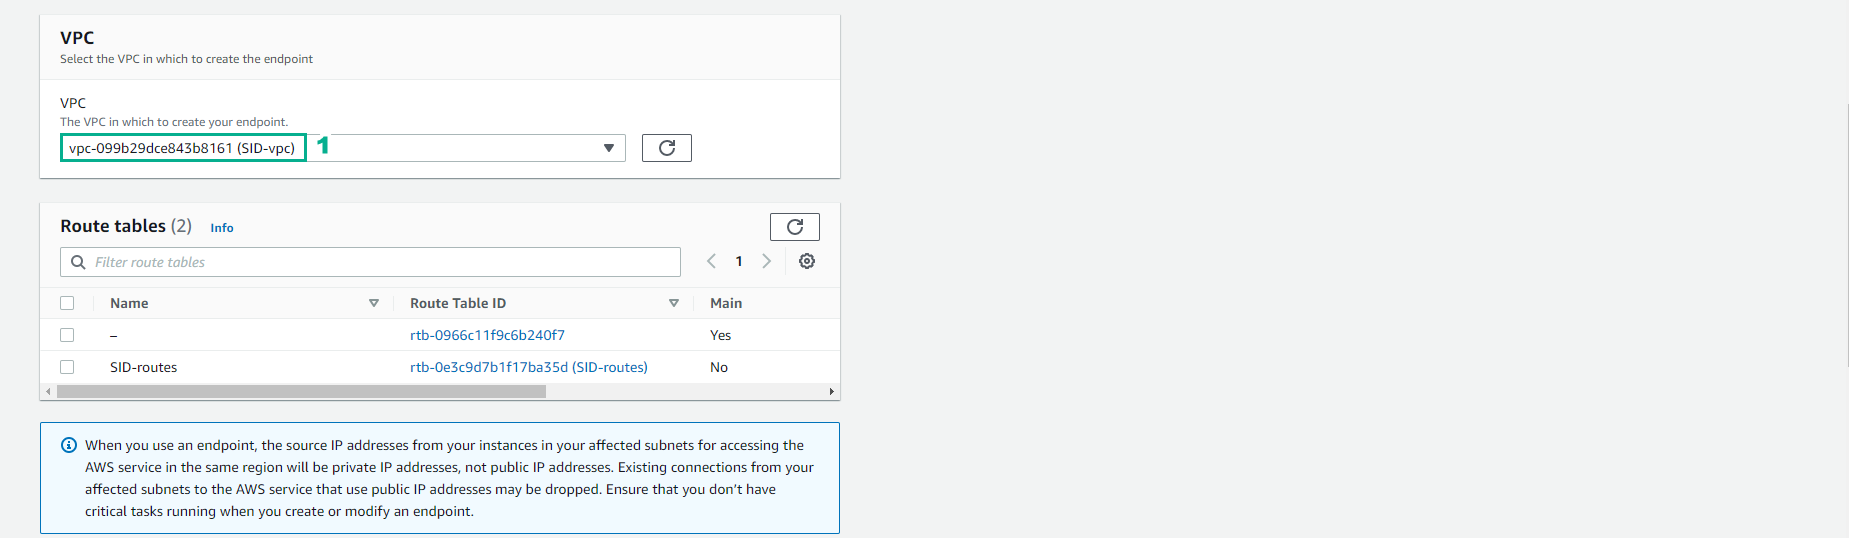 VPC
Select the VPC in which to create the endpoint
VPC
The VPC in which to create your endpoint.
vpc-099b29dce843b8161 (SID-vpc) 1
Route tables (2) Info
Filter route tables 1
Name Route Table ID Main
– rtb-0966c11f9c6b240f7 Yes
SID-routes rtb-0e3c9d7b1f17ba35d (SID-routes) No
When you use an endpoint, the source IP addresses from your instances in your affected subnets for accessing the
AWS service in the same region will be private IP addresses, not public IP addresses. Existing connections from your
affected subnets to the AWS service that use public IP addresses may be dropped. Ensure that you don’t have
critical tasks running when you create or modify an endpoint.